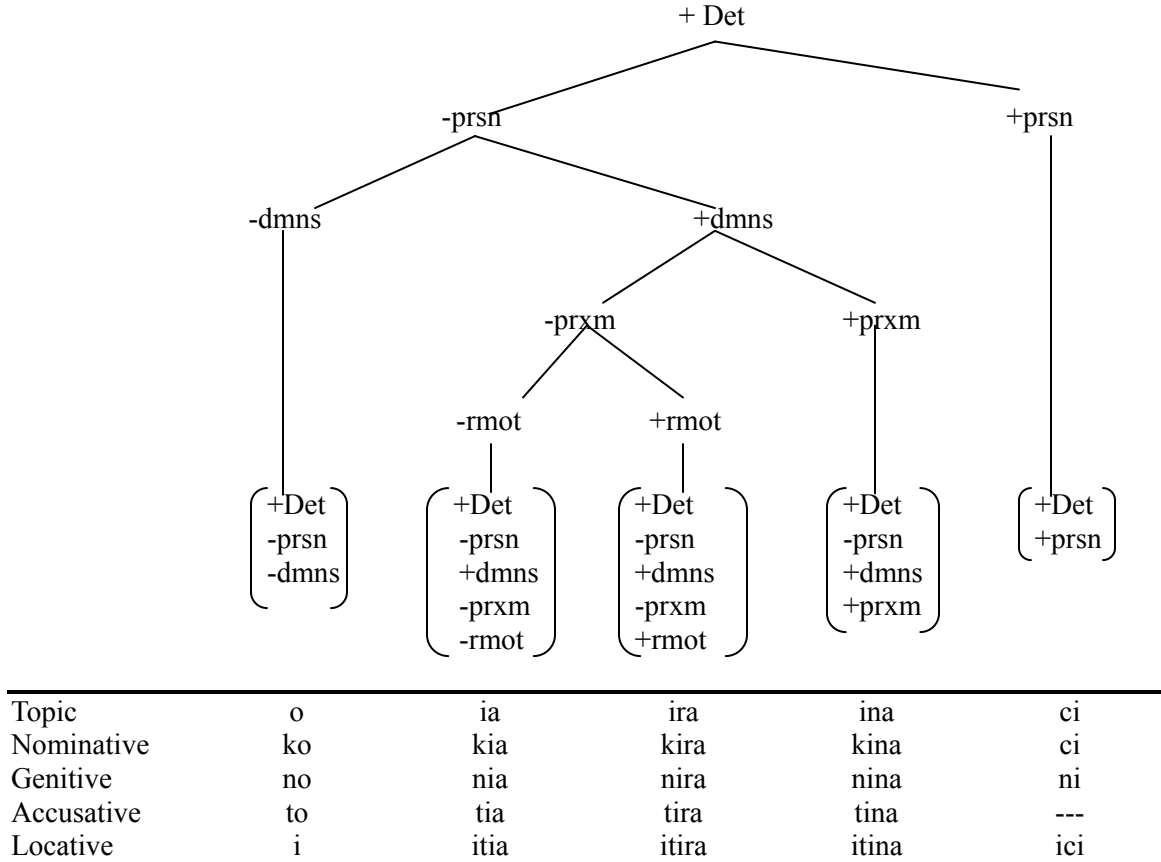 + Det
-prsn +prsn
-dmns +dmns
-prxm +prxm
-rmot +rmot
+Det +Det +Det +Det +Det
-prsn -prsn -prsn -prsn +prsn
-dmns +dmns +dmns +dmns
-prxm -prxm +prxm
-rmot +rmot
Topic o ia ira ina ci
Nominative ko kia kira kina ci
Genitive no nia nira nina ni
Accusative to tia tira tina ---
Locative i itia itira itina ici